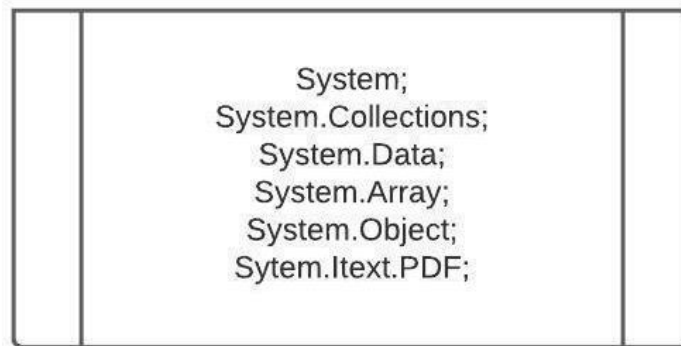 System;
System.Collections;
System.Data;
System.Array;
System.Object;
Sytem.Itext.PDF;